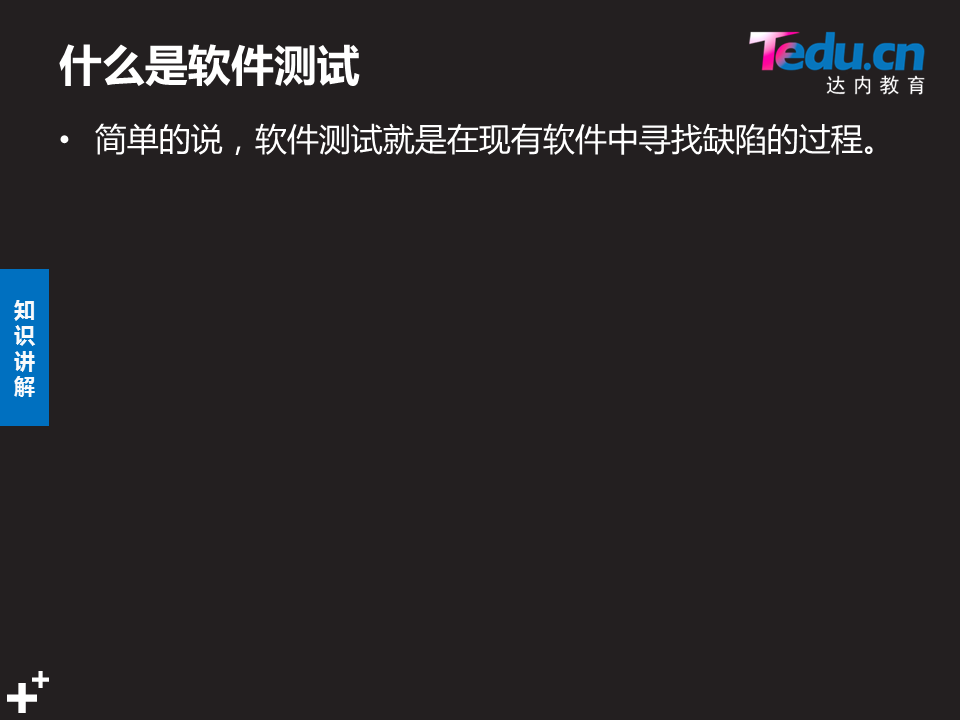 什么是软件测试
Tedu.cn
达内教育
• 简单的说，软件测试就是在现有软件中寻找缺陷的过程。
知
识
讲
解